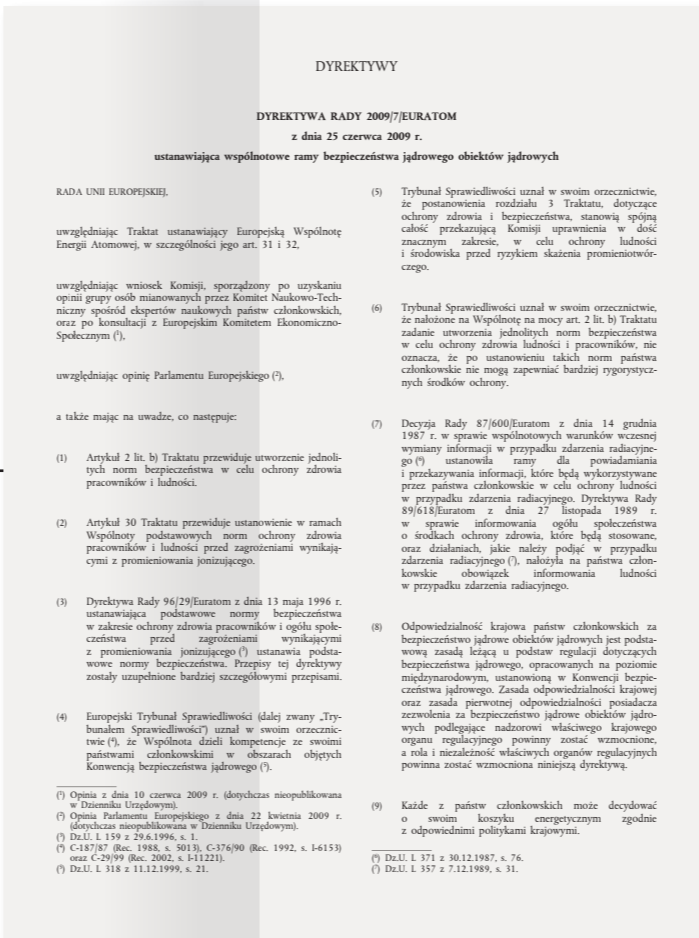 DYREKTYWY
DYREKTYWA RADY 2009/7/EURATOM
z dnia 25 czerwca 2009 r.
ustanawiająca wspólnotowe ramy bezpieczeństwa jądrowego obiektów jądrowych
RADA UNII EUROPEJSKIEJ,
uwzględniając Traktat ustanawiający Europejską Wspólnotę
Energii Atomowej, w szczególności jego art. 31 i 32,
uwzględniając wniosek Komisji, sporządzony po uzyskaniu
opinii grupy osób mianowanych przez Komitet Naukowo-Tech-
niczny spośród ekspertów naukowych państw członkowskich,
oraz po konsultacji z Europejskim Komitetem Ekonomiczno-
Społecznym (¹),
uwzględniając opinię Parlamentu Europejskiego (²),
a także mając na uwadze, co następuje:
(1) Artykuł 2 lit. b) Traktatu przewiduje utworzenie jednoli-
tych norm bezpieczeństwa w celu ochrony zdrowia
pracowników i ludności.
(2) Artykuł 30 Traktatu przewiduje ustanowienie w ramach
Wspólnoty podstawowych norm ochrony zdrowia
pracowników i ludności przed zagrożeniami wynikają-
cymi z promieniowania jonizującego.
(3) Dyrektywa Rady 96/29/Euratom z dnia 13 maja 1996 r.
ustanawiająca podstawowe normy bezpieczeństwa
w zakresie ochrony zdrowia pracowników i ogółu społe-
czeństwa przed zagrożeniami wynikającymi
z promieniowania jonizującego (³) ustanawia podsta-
wowe normy bezpieczeństwa. Przepisy tej dyrektywy
zostały uzupełnione bardziej szczegółowymi przepisami.
(4) Europejski Trybunał Sprawiedliwości (dalej zwany „Try-
bunałem Sprawiedliwości”) uznał w swoim orzecznic-
twie (⁴), że Wspólnota dzieli kompetencje ze swoimi
państwami członkowskimi w obszarach objętych
Konwencją bezpieczeństwa jądrowego (⁵).
(¹) Opinia z dnia 10 czerwca 2009 r. (dotychczas nieopublikowana
w Dzienniku Urzędowym).
(²) Opinia Parlamentu Europejskiego z dnia 22 kwietnia 2009 r.
(dotychczas nieopublikowana w Dzienniku Urzędowym).
(³) Dz.U. L 159 z 29.6.1996, s. 1.
(⁴) C-187/87 (Rec. 1988, s. 5013), C-376/90 (Rec. 1992, s. I-6153)
oraz C-29/99 (Rec. 2002, s. I-11221).
(⁵) Dz.U. L 318 z 11.12.1999, s. 21.
(5) Trybunał Sprawiedliwości uznał w swoim orzecznictwie,
że postanowienia rozdziału 3 Traktatu, dotyczące
ochrony zdrowia i bezpieczeństwa, stanowią spójną
całość przekazującą Komisji uprawnienia w dość
znacznym zakresie, w celu ochrony ludności
i środowiska przed ryzykiem skażenia promieniotwór-
czego.
(6) Trybunał Sprawiedliwości uznał w swoim orzecznictwie,
że nałożone na Wspólnotę na mocy art. 2 lit. b) Traktatu
zadanie utworzenia jednolitych norm bezpieczeństwa
w celu ochrony zdrowia ludności i pracowników, nie
oznacza, że po ustanowieniu takich norm państwa
członkowskie nie mogą zapewniać bardziej rygorystycz-
nych środków ochrony.
(7) Decyzja Rady 87/600/Euratom z dnia 14 grudnia
1987 r. w sprawie wspólnotowych warunków wczesnej
wymiany informacji w przypadku zdarzenia radiacyjne-
go (⁶) ustanowiła ramy dla powiadamiania
i przekazywania informacji, które będą wykorzystywane
przez państwa członkowskie w celu ochrony ludności
w przypadku zdarzenia radiacyjnego. Dyrektywa Rady
89/618/Euratom z dnia 27 listopada 1989 r.
w sprawie informowania ogółu społeczeństwa
o środkach ochrony zdrowia, które będą stosowane,
oraz działaniach, jakie należy podjąć w przypadku
zdarzenia radiacyjnego (⁷), nałożyła na państwa człon-
kowskie obowiązek informowania ludności
w przypadku zdarzenia radiacyjnego.
(8) Odpowiedzialność krajowa państw członkowskich za
bezpieczeństwo jądrowe obiektów jądrowych jest podsta-
wową zasadą leżącą u podstaw regulacji dotyczących
bezpieczeństwa jądrowego, opracowanych na poziomie
międzynarodowym, ustanowioną w Konwencji bezpie-
czeństwa jądrowego. Zasada odpowiedzialności krajowej
oraz zasada pierwotnej odpowiedzialności posiadacza
zezwolenia za bezpieczeństwo jądrowe obiektów jądro-
wych podlegające nadzorowi właściwego krajowego
organu regulacyjnego powinny zostać wzmocnione,
a rola i niezależność właściwych organów regulacyjnych
powinna zostać wzmocniona niniejszą dyrektywą.
(9) Każde z państw członkowskich może decydować
o swoim koszyku energetycznym zgodnie
z odpowiednimi politykami krajowymi.
(⁶) Dz.U. L 371 z 30.12.1987, s. 76.
(⁷) Dz.U. L 357 z 7.12.1989, s. 31.